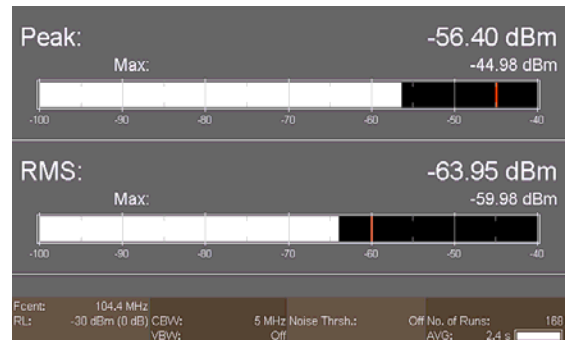 Peak: -56.40 dBm
Max: -44.98 dBm
-100 -90 -80 -70 -60 -50 -40
RMS: -63.95 dBm
Max: -59.98 dBm
-100 -90 -80 -70 -60 -50 -40
Fcent: 104.4 MHz
RL: -30 dBm (0 dB) CBW: 5 MHz Noise Thrsh.: Off No. of Runs: 168
VBW: Off AVG: 2.4 s